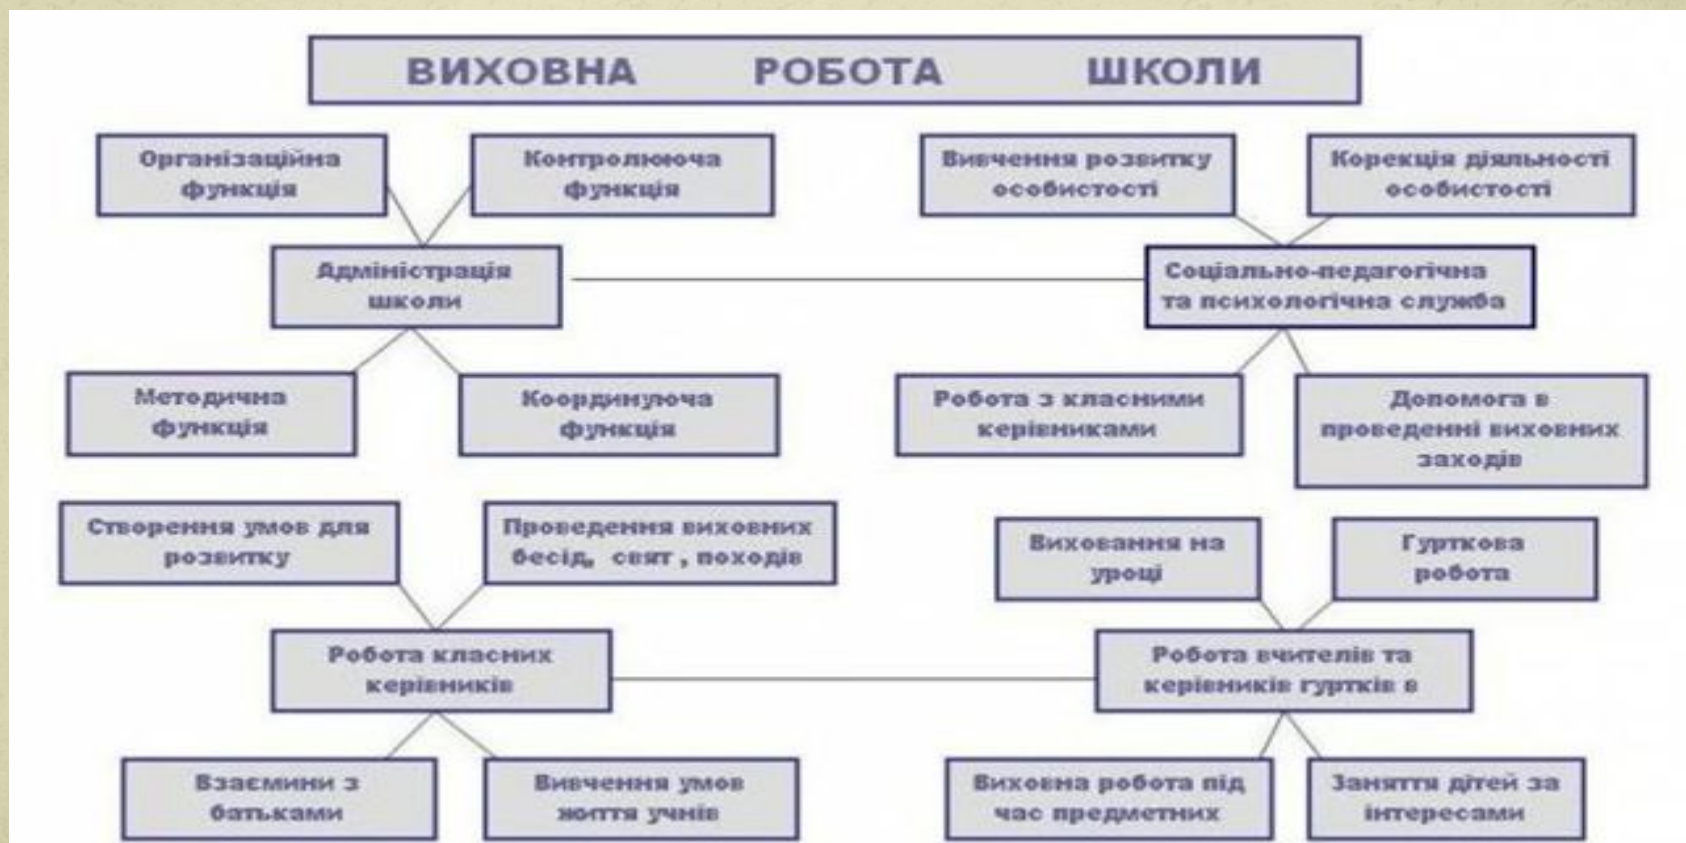 ВИХОВНА РОБОТА ШКОЛИ
Організаційна
функція
Контролююча
функція
Вивчення розвитку
особистості
Корекція діяльності
особистості
Адміністрація
школи
Соціально-педагогічна
та психологічна служба
Методична
функція
Координуюча
функція
Робота з класними
керівниками
Допомога в
проведенні виховних
заходів
Створення умов для
розвитку
Проведення виховних
бесід, свят , походів
Виховання на
уроці
Гурткова
робота
Робота класних
керівників
Робота вчителів та
керівників гуртків в
Взаємини з
батьками
Вивчення умов
життя учнів
Виховна робота під
час предметних
Заняття дітей за
інтересами